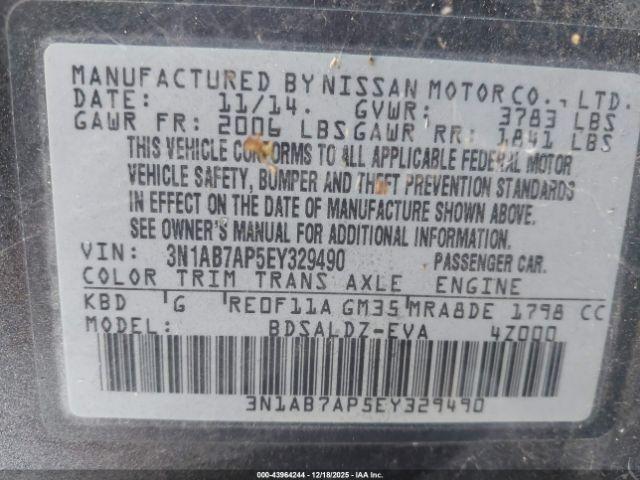 MANUFACTURED BY NISSAN MOTOR CO., LTD.
DATE: 11/14. GVWR: 3783 LBS
GAWR FR: 2006 LBS GAWR RR: 1841 LBS
THIS VEHICLE CONFORMS TO ALL APPLICABLE FEDERAL MOTOR
VEHICLE SAFETY, BUMPER AND THEFT PREVENTION STANDARDS
IN EFFECT ON THE DATE OF MANUFACTURE SHOWN ABOVE.
SEE OWNER'S MANUAL FOR ADDITIONAL INFORMATION.
VIN: 3N1AB7AP5EY329490 PASSENGER CAR.
COLOR TRIM TRANS AXLE ENGINE
KBD G RE0F11A GM35 MRA8DE 1798 CC
MODEL: BDSALDZ-EVA 4Z000
3N1AB7AP5EY329490
000-43964244 | 12/18/2025 - IAA, Inc.